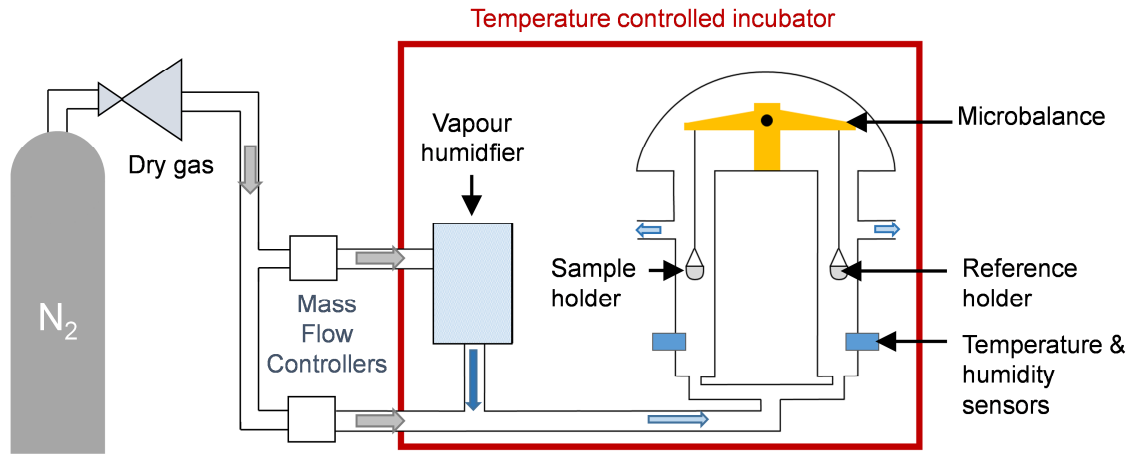 Temperature controlled incubator
Dry gas
Vapour
humidfier
Microbalance
N2
Mass
Flow
Controllers
Sample
holder
Reference
holder
Temperature &
humidity
sensors